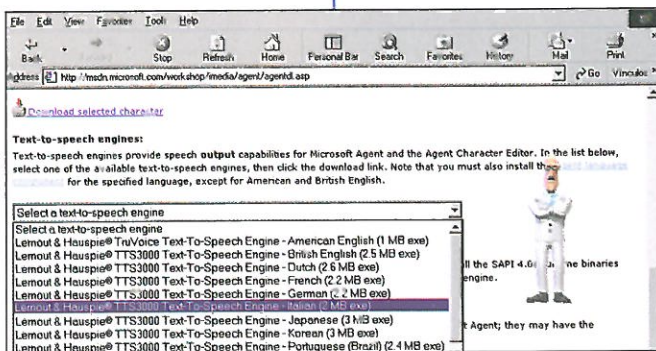 File Edit View Favorites Tools Help
Back Stop Refresh Home Personal Bar Search Favorites History Mail Print
Address http://msdn.microsoft.com/workshop/imedia/agent/agentdl.asp Go Vínculos
Download selected character
Text-to-speech engines:
Text-to-speech engines provide speech output capabilities for Microsoft Agent and the Agent Character Editor. In the list below,
select one of the available text-to-speech engines, then click the download link. Note that you must also install the
for the specified language, except for American and British English.
Select a text-to-speech engine
Select a text-to-speech engine
Lernout & Hauspie® TruVoice Text-To-Speech Engine - American English (1 MB exe)
Lernout & Hauspie® TTS3000 Text-To-Speech Engine - British English (2.5 MB exe)
Lernout & Hauspie® TTS3000 Text-To-Speech Engine - Dutch (2.6 MB exe)
Lernout & Hauspie® TTS3000 Text-To-Speech Engine - French (2.2 MB exe)
all the SAPI 4.0 binaries
Lernout & Hauspie® TTS3000 Text-To-Speech Engine - German (2.2 MB exe)
engine.
Lernout & Hauspie® TTS3000 Text-To-Speech Engine - Italian (2 MB exe)
Lernout & Hauspie® TTS3000 Text-To-Speech Engine - Japanese (3 MB exe)
t Agent; they may have the
Lernout & Hauspie® TTS3000 Text-To-Speech Engine - Korean (3 MB exe)
Lernout & Hauspie® TTS3000 Text-To-Speech Engine - Portuguese (Brazil) (2.4 MB exe)